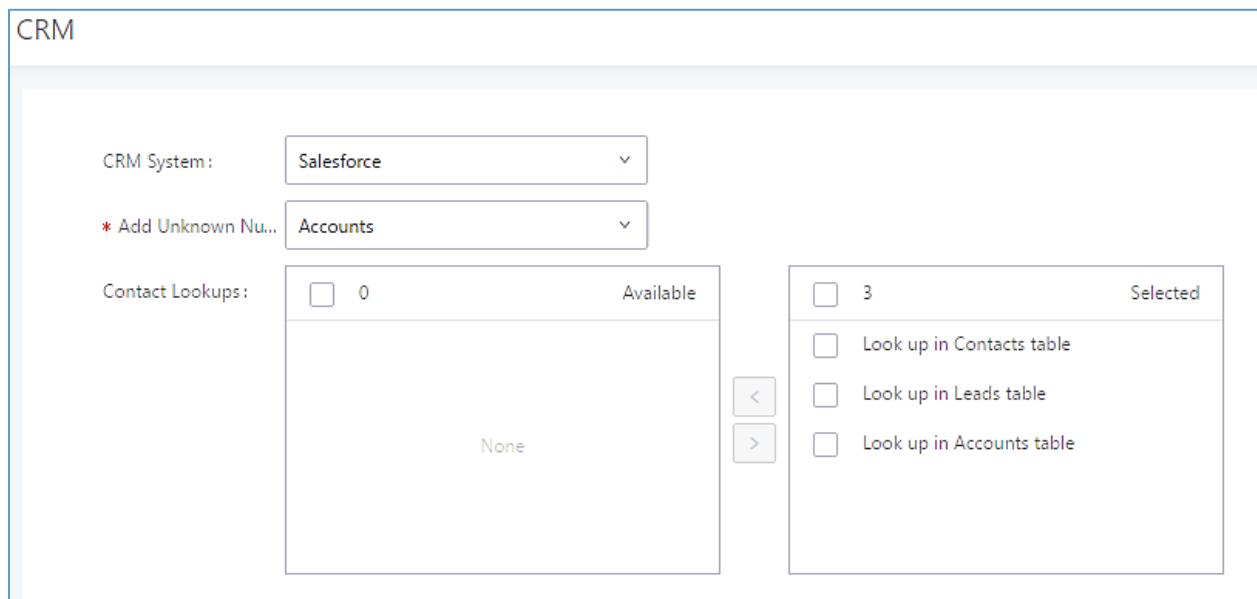 CRM
CRM System : Salesforce
* Add Unknown Nu... Accounts
Contact Lookups : 0 Available 3 Selected
Look up in Contacts table
Look up in Leads table
< Look up in Accounts table
None
>